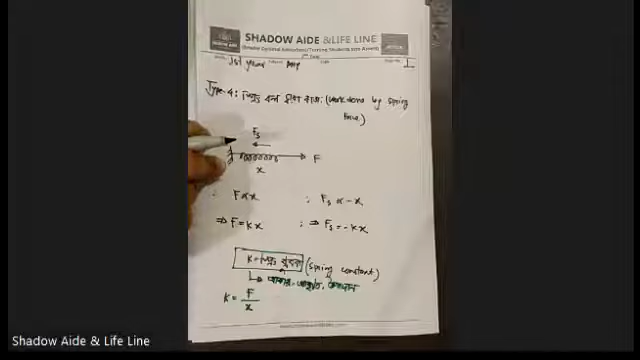 SHADOW AIDE & LIFE LINE
1st year
Type-4: স্প্রিং বল দ্বারা কাজ: (work done by spring
force)
Fs
F
x
∴ F∝x ; Fs ∝ -x
⇒ F=kx ; ⇒ Fs = -kx
K = স্প্রিং ধ্রুবক (spring constant)
K = F/x
Shadow Aide & Life Line